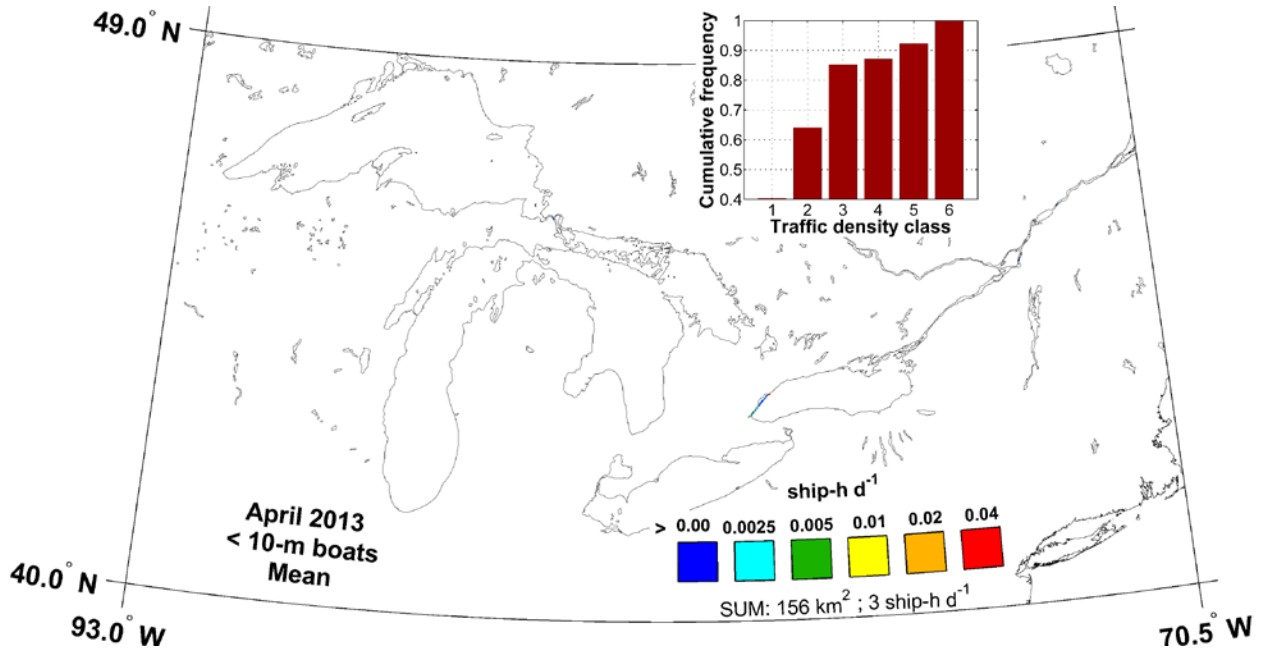 49.0° N
1
0.9
0.8
0.7
0.6
0.5
0.4
Cumulative frequency
1 2 3 4 5 6
Traffic density class
April 2013
< 10-m boats
Mean
ship-h d⁻¹
> 0.00 0.0025 0.005 0.01 0.02 0.04
SUM: 156 km² ; 3 ship-h d⁻¹
40.0° N
93.0° W
70.5° W